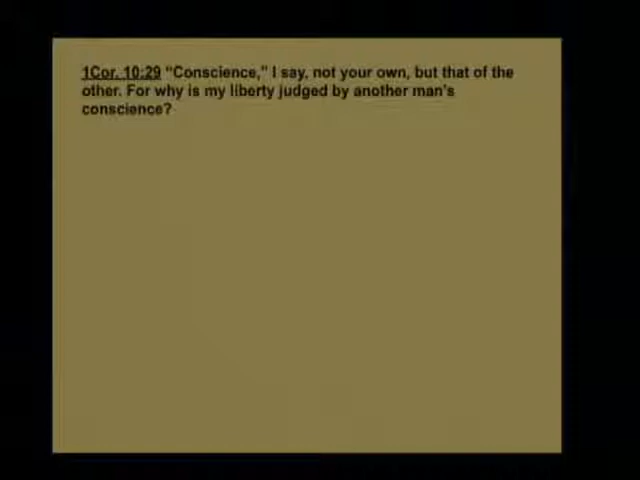 1Cor. 10:29 “Conscience,” I say, not your own, but that of the
other. For why is my liberty judged by another man’s
conscience?